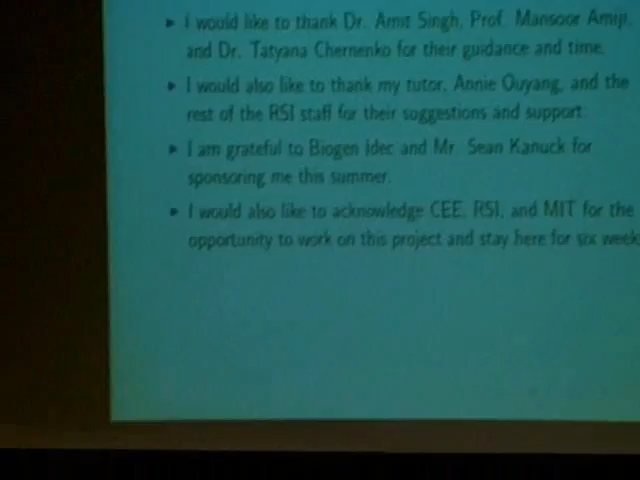 ▸ I would like to thank Dr. Amit Singh, Prof. Mansoor Amiji,
and Dr. Tatyana Chernenko for their guidance and time.
▸ I would also like to thank my tutor, Annie Ouyang, and the
rest of the RSI staff for their suggestions and support.
▸ I am grateful to Biogen Idec and Mr. Sean Kanuck for
sponsoring me this summer.
▸ I would also like to acknowledge CEE, RSI, and MIT for the
opportunity to work on this project and stay here for six week